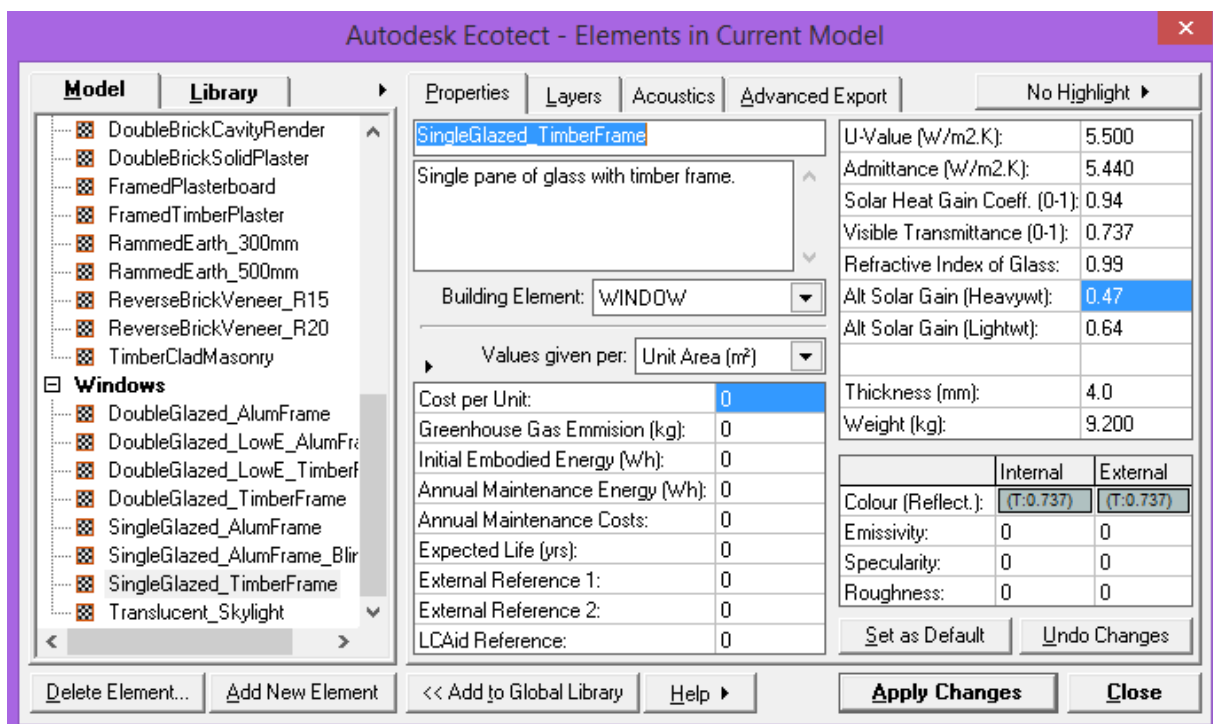 Autodesk Ecotect - Elements in Current Model
Model
Library
DoubleBrickCavityRender
DoubleBrickSolidPlaster
FramedPlasterboard
FramedTimberPlaster
RammedEarth_300mm
RammedEarth_500mm
ReverseBrickVeneer_R15
ReverseBrickVeneer_R20
TimberCladMasonry
Windows
DoubleGlazed_AlumFrame
DoubleGlazed_LowE_AlumFra
DoubleGlazed_LowE_TimberF
DoubleGlazed_TimberFrame
SingleGlazed_AlumFrame
SingleGlazed_AlumFrame_Blin
SingleGlazed_TimberFrame
Translucent_Skylight
Delete Element...
Add New Element
Properties
Layers
Acoustics
Advanced Export
No Highlight
SingleGlazed_TimberFrame
Single pane of glass with timber frame.
Building Element: WINDOW
Values given per: Unit Area (m²)
Cost per Unit: 0
Greenhouse Gas Emmision (kg): 0
Initial Embodied Energy (Wh): 0
Annual Maintenance Energy (Wh): 0
Annual Maintenance Costs: 0
Expected Life (yrs): 0
External Reference 1: 0
External Reference 2: 0
LCAid Reference: 0
U-Value (W/m2.K): 5.500
Admittance (W/m2.K): 5.440
Solar Heat Gain Coeff. (0-1): 0.94
Visible Transmittance (0-1): 0.737
Refractive Index of Glass: 0.99
Alt Solar Gain (Heavywt): 0.47
Alt Solar Gain (Lightwt): 0.64
Thickness (mm): 4.0
Weight (kg): 9.200
Internal External
Colour (Reflect.): (T:0.737) (T:0.737)
Emissivity: 0 0
Specularity: 0 0
Roughness: 0 0
Set as Default
Undo Changes
<< Add to Global Library
Help
Apply Changes
Close